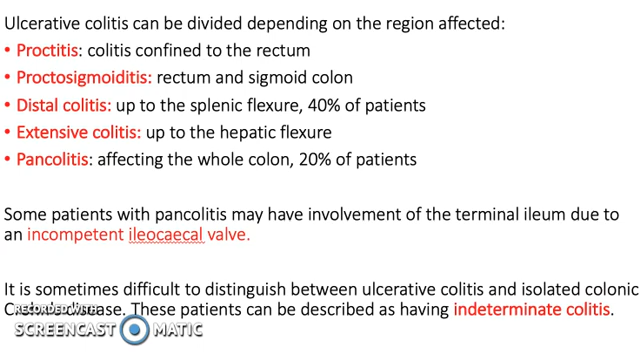 Ulcerative colitis can be divided depending on the region affected:
• Proctitis: colitis confined to the rectum
• Proctosigmoiditis: rectum and sigmoid colon
• Distal colitis: up to the splenic flexure, 40% of patients
• Extensive colitis: up to the hepatic flexure
• Pancolitis: affecting the whole colon, 20% of patients
Some patients with pancolitis may have involvement of the terminal ileum due to
an incompetent ileocaecal valve.
It is sometimes difficult to distinguish between ulcerative colitis and isolated colonic
disease. These patients can be described as having indeterminate colitis.
RECORDED WITH
SCREENCAST MATIC